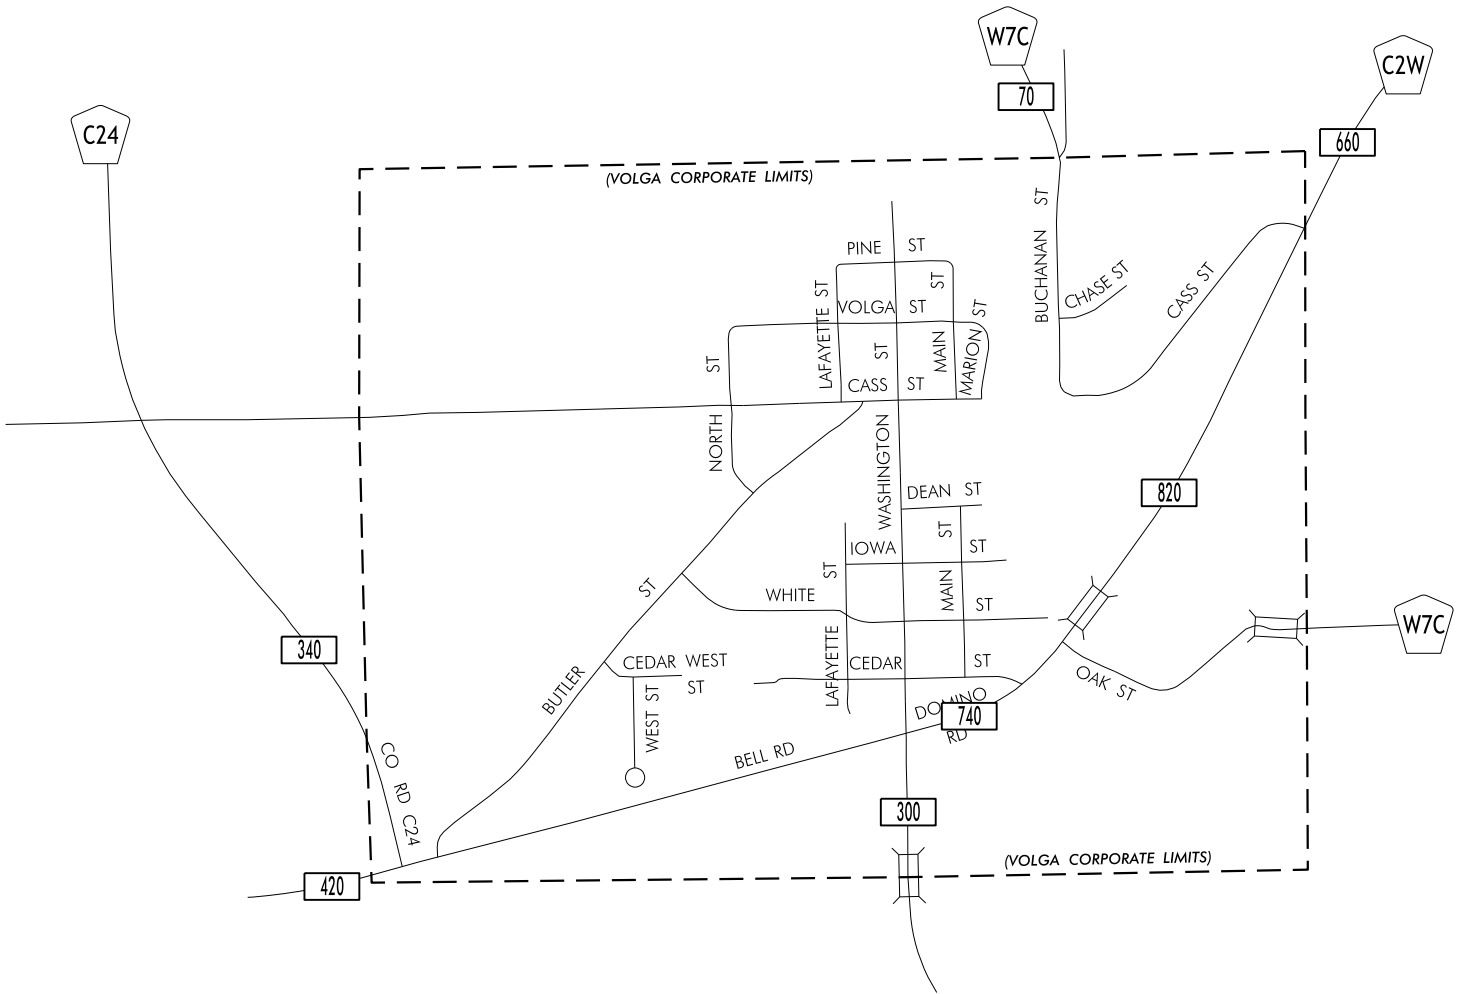 W7C
C2W
70
C24
660
(VOLGA CORPORATE LIMITS)
BUCHANAN ST
PINE ST
CHASE ST
CASS ST
LAFAYETTE ST
MAIN ST
VOLGA ST
MARION ST
CASS ST
NORTH ST
WASHINGTON ST
DEAN ST
820
IOWA ST
MAIN ST
LAFAYETTE ST
WHITE ST
W7C
340
BUTLER ST
CEDAR WEST ST
WEST ST
CEDAR ST
OAK ST
DOMINO RD
740
BELL RD
CO RD C24
300
(VOLGA CORPORATE LIMITS)
420